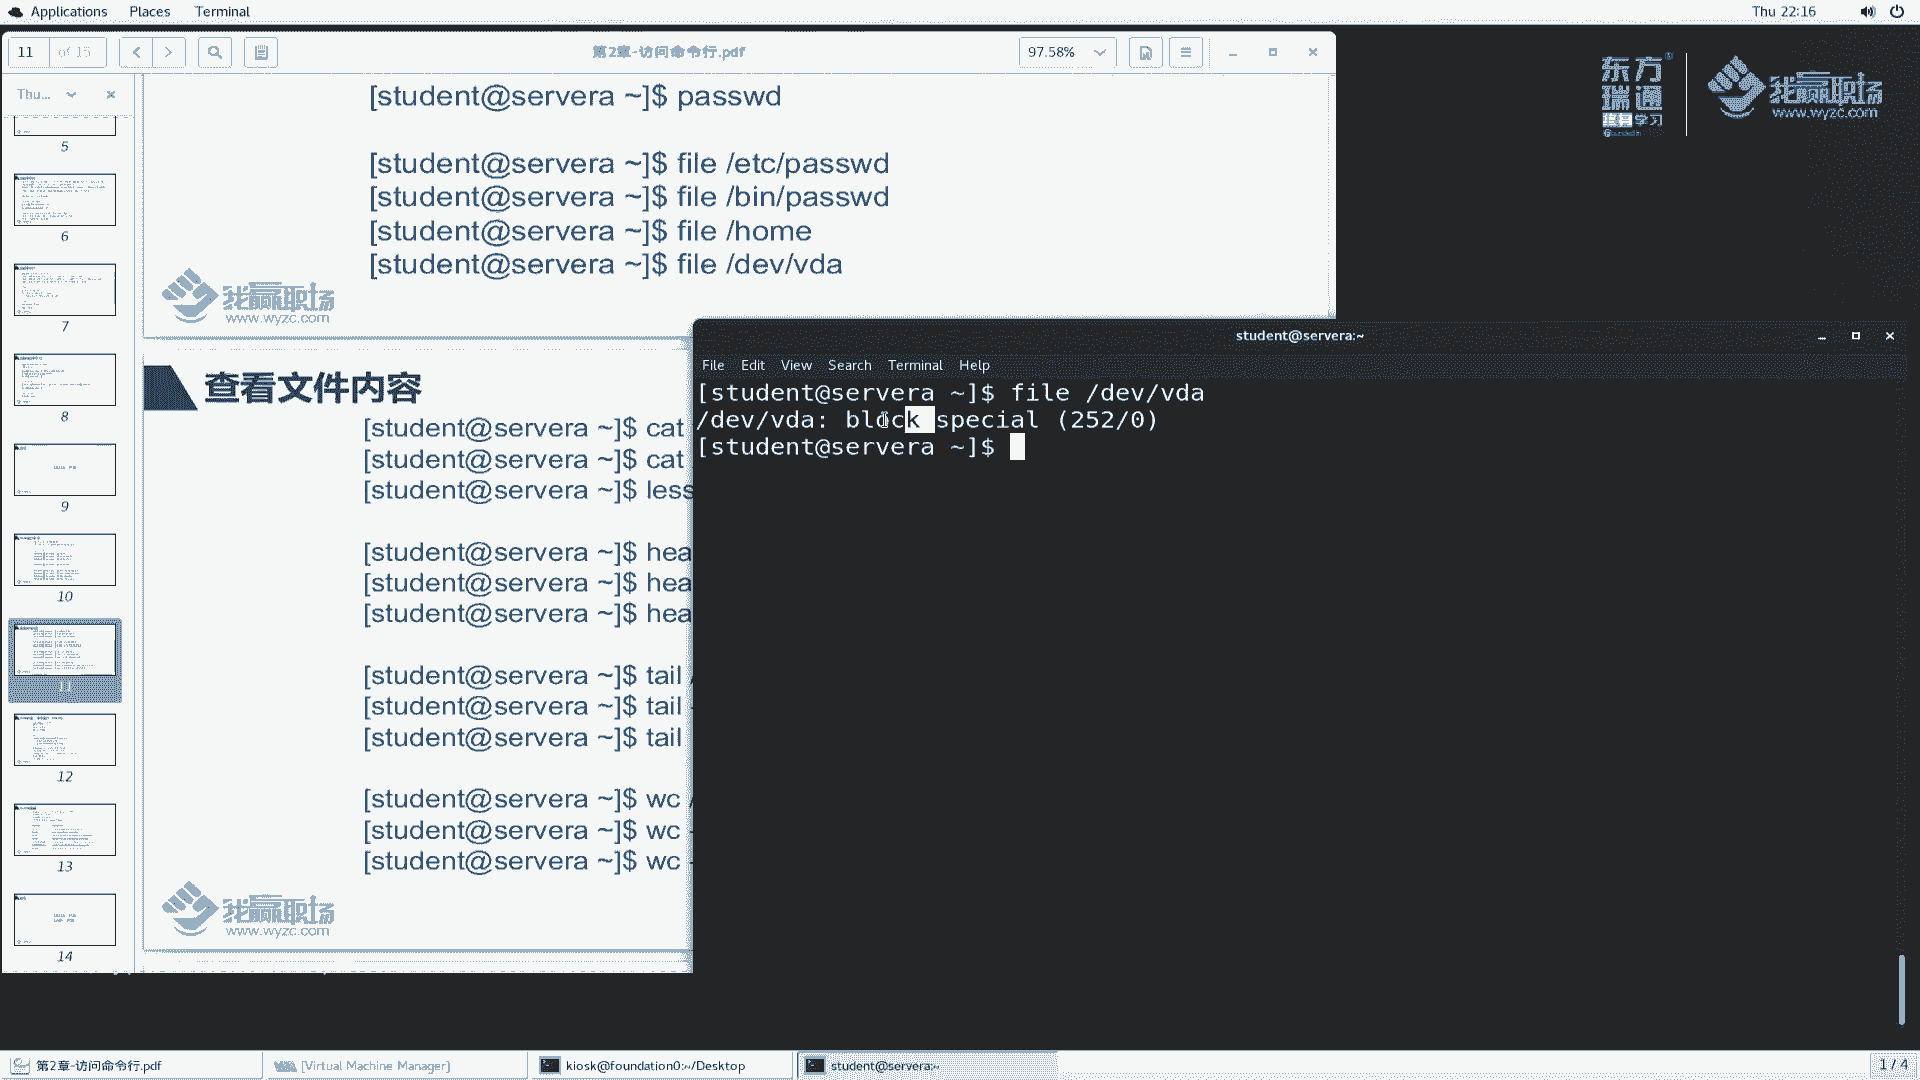 Applications Places Terminal
Thu 22:16
11 of 15
第2章-访问命令行.pdf
97.58%
Thu...
5
6
7
8
9
10
11
12
13
14
[student@servera ~]$ passwd
[student@servera ~]$ file /etc/passwd
[student@servera ~]$ file /bin/passwd
[student@servera ~]$ file /home
[student@servera ~]$ file /dev/vda
我赢职场
www.wyzc.com
查看文件内容
[student@servera ~]$ cat
[student@servera ~]$ cat
[student@servera ~]$ less
[student@servera ~]$ hea
[student@servera ~]$ hea
[student@servera ~]$ hea
[student@servera ~]$ tail
[student@servera ~]$ tail
[student@servera ~]$ tail
[student@servera ~]$ wc
[student@servera ~]$ wc
[student@servera ~]$ wc
我赢职场
www.wyzc.com
东方
瑞通
终身学习
我赢职场
www.wyzc.com
student@servera:~
File Edit View Search Terminal Help
[student@servera ~]$ file /dev/vda
/dev/vda: block special (252/0)
[student@servera ~]$
第2章-访问命令行.pdf
[Virtual Machine Manager]
kiosk@foundation0:~/Desktop
student@servera:~
1 / 4